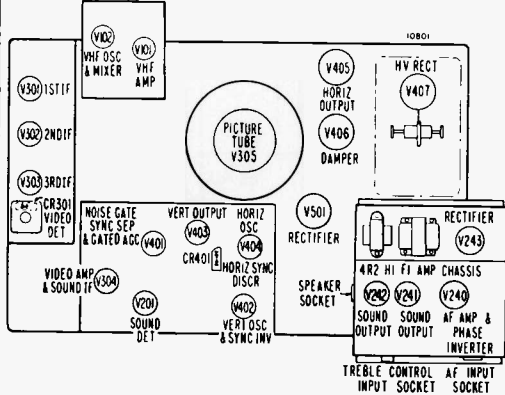 10801
V102
VHF OSC
& MIXER
V101
VHF
AMP
V301 1ST IF
V302 2ND IF
V303 3RD IF
CR301
VIDEO
DET
PICTURE
TUBE
V305
V405
HORIZ
OUTPUT
V406
DAMPER
HV RECT
V407
V501
RECTIFIER
NOISE GATE
SYNC SEP
& GATED AGC
V401
VERT OUTPUT
V403
HORIZ
OSC
V404
CR401
HORIZ SYNC
DISCR
VIDEO AMP
& SOUND IF
V304
V201
SOUND
DET
V402
VERT OSC
& SYNC INV
RECTIFIER
V243
4R2 HI FI AMP CHASSIS
SPEAKER
SOCKET
V242
SOUND
OUTPUT
V241
SOUND
OUTPUT
V240
AF AMP &
PHASE
INVERTER
TREBLE CONTROL
INPUT SOCKET
AF INPUT
SOCKET